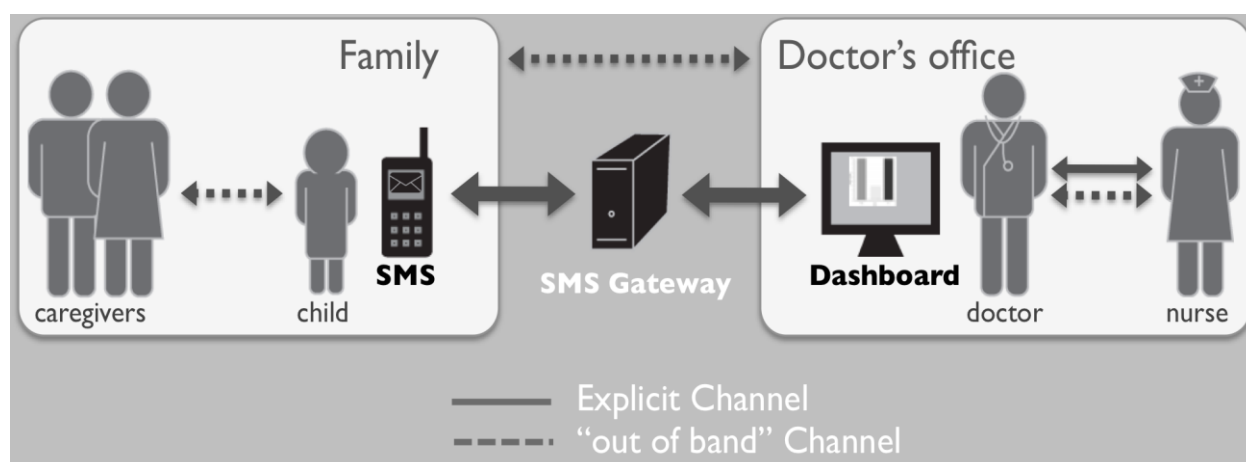 Family
Doctor's office
SMS
SMS Gateway
Dashboard
caregivers
child
doctor
nurse
Explicit Channel
“out of band” Channel